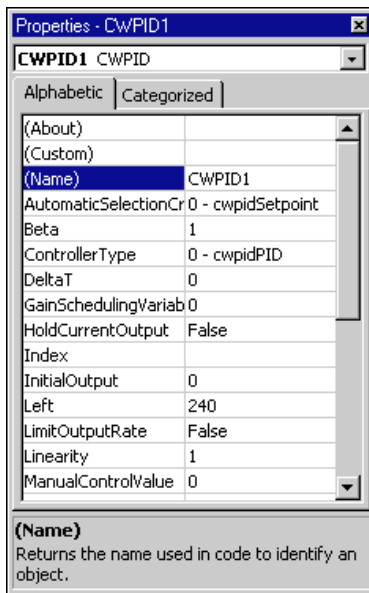 Properties - CWPID1
CWPID1 CWPID
Alphabetic Categorized
(About)
(Custom)
(Name) CWPID1
AutomaticSelectionCr 0 - cwpidSetpoint
Beta 1
ControllerType 0 - cwpidPID
DeltaT 0
GainSchedulingVariab 0
HoldCurrentOutput False
Index
InitialOutput 0
Left 240
LimitOutputRate False
Linearity 1
ManualControlValue 0
(Name)
Returns the name used in code to identify an
object.